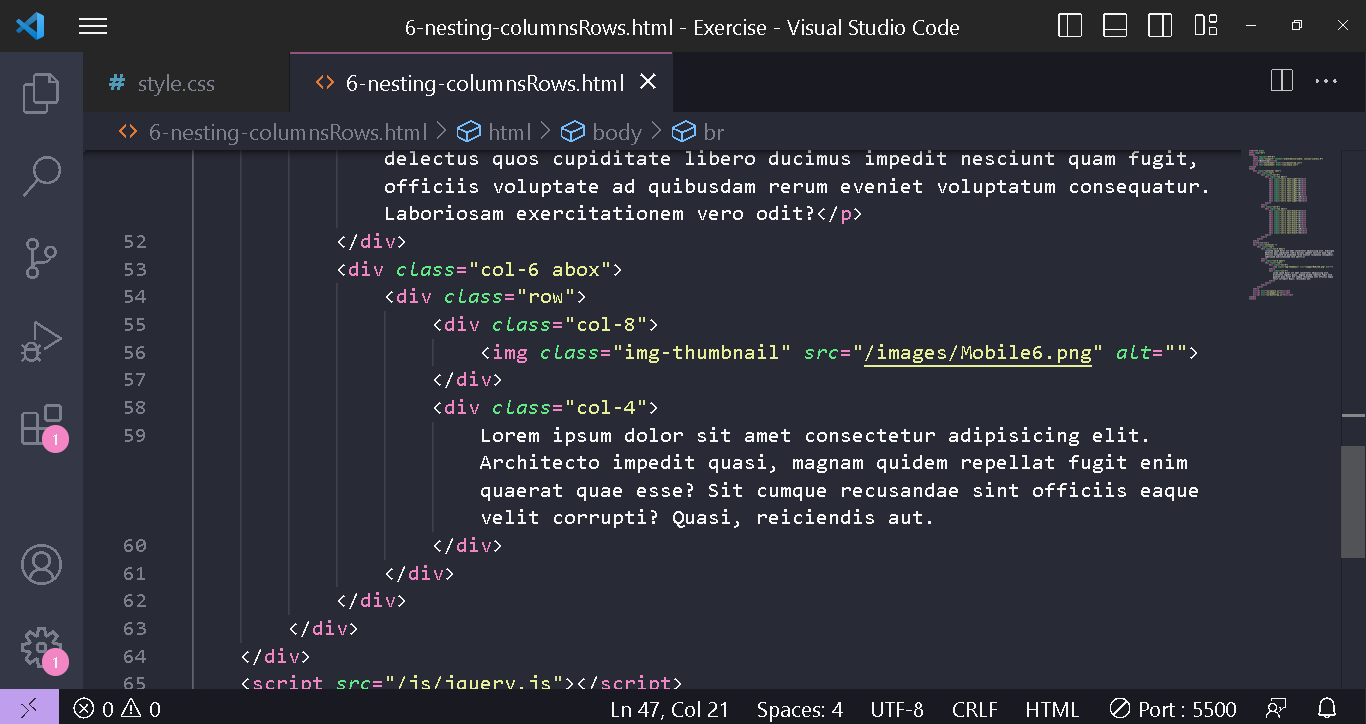 6-nesting-columnsRows.html - Exercise - Visual Studio Code
# style.css <> 6-nesting-columnsRows.html
<> 6-nesting-columnsRows.html > html > body > br
delectus quos cupiditate libero ducimus impedit nesciunt quam fugit,
officiis voluptate ad quibusdam rerum eveniet voluptatum consequatur.
Laboriosam exercitationem vero odit?</p>
52 </div>
53 <div class="col-6 abox">
54 <div class="row">
55 <div class="col-8">
56 <img class="img-thumbnail" src="/images/Mobile6.png" alt="">
57 </div>
58 <div class="col-4">
59 Lorem ipsum dolor sit amet consectetur adipisicing elit.
Architecto impedit quasi, magnam quidem repellat fugit enim
quaerat quae esse? Sit cumque recusandae sint officiis eaque
velit corrupti? Quasi, reiciendis aut.
60 </div>
61 </div>
62 </div>
63 </div>
64 </div>
65 <script src="/js/jquery.js"></script>
1
1
0 0 Ln 47, Col 21 Spaces: 4 UTF-8 CRLF HTML Port : 5500